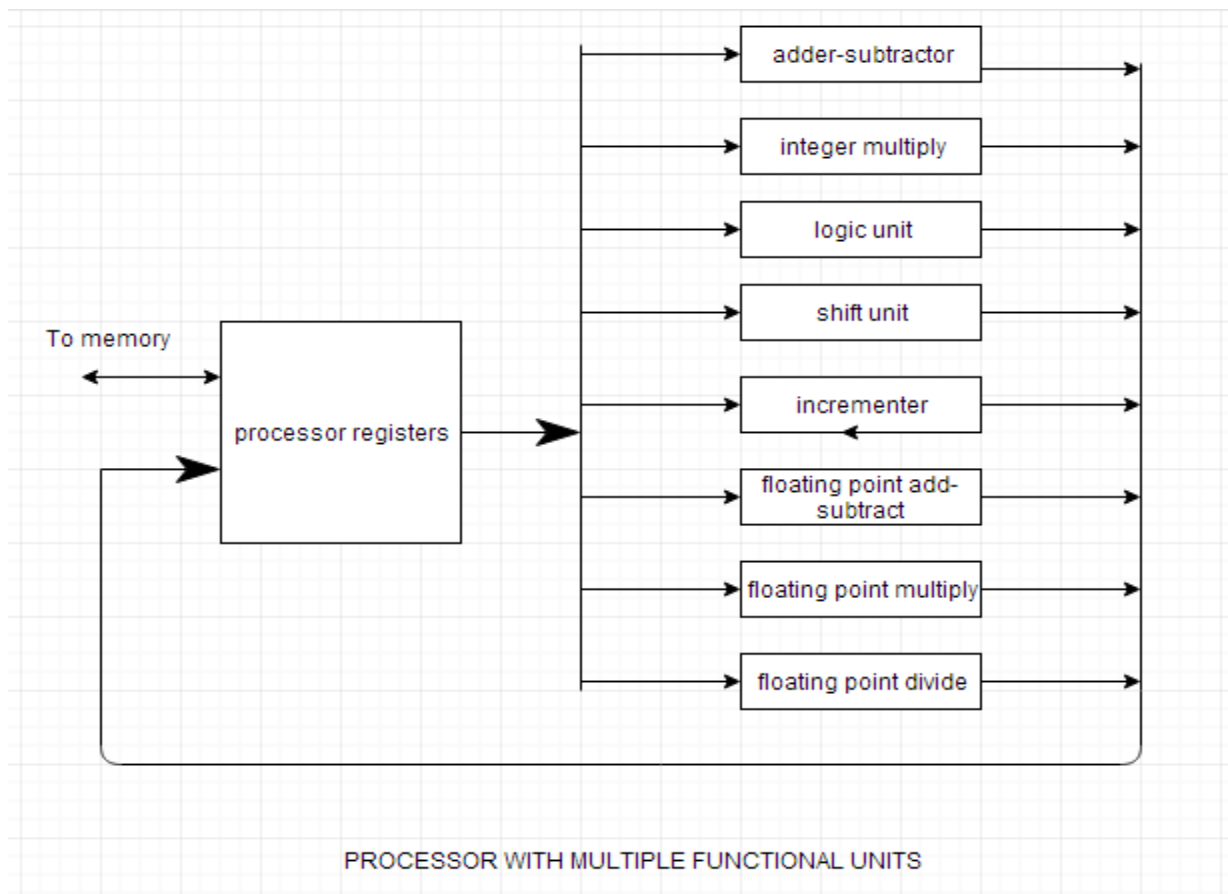 adder-subtractor
integer multiply
logic unit
shift unit
To memory
incrementer
processor registers
floating point add-
subtract
floating point multiply
floating point divide
PROCESSOR WITH MULTIPLE FUNCTIONAL UNITS